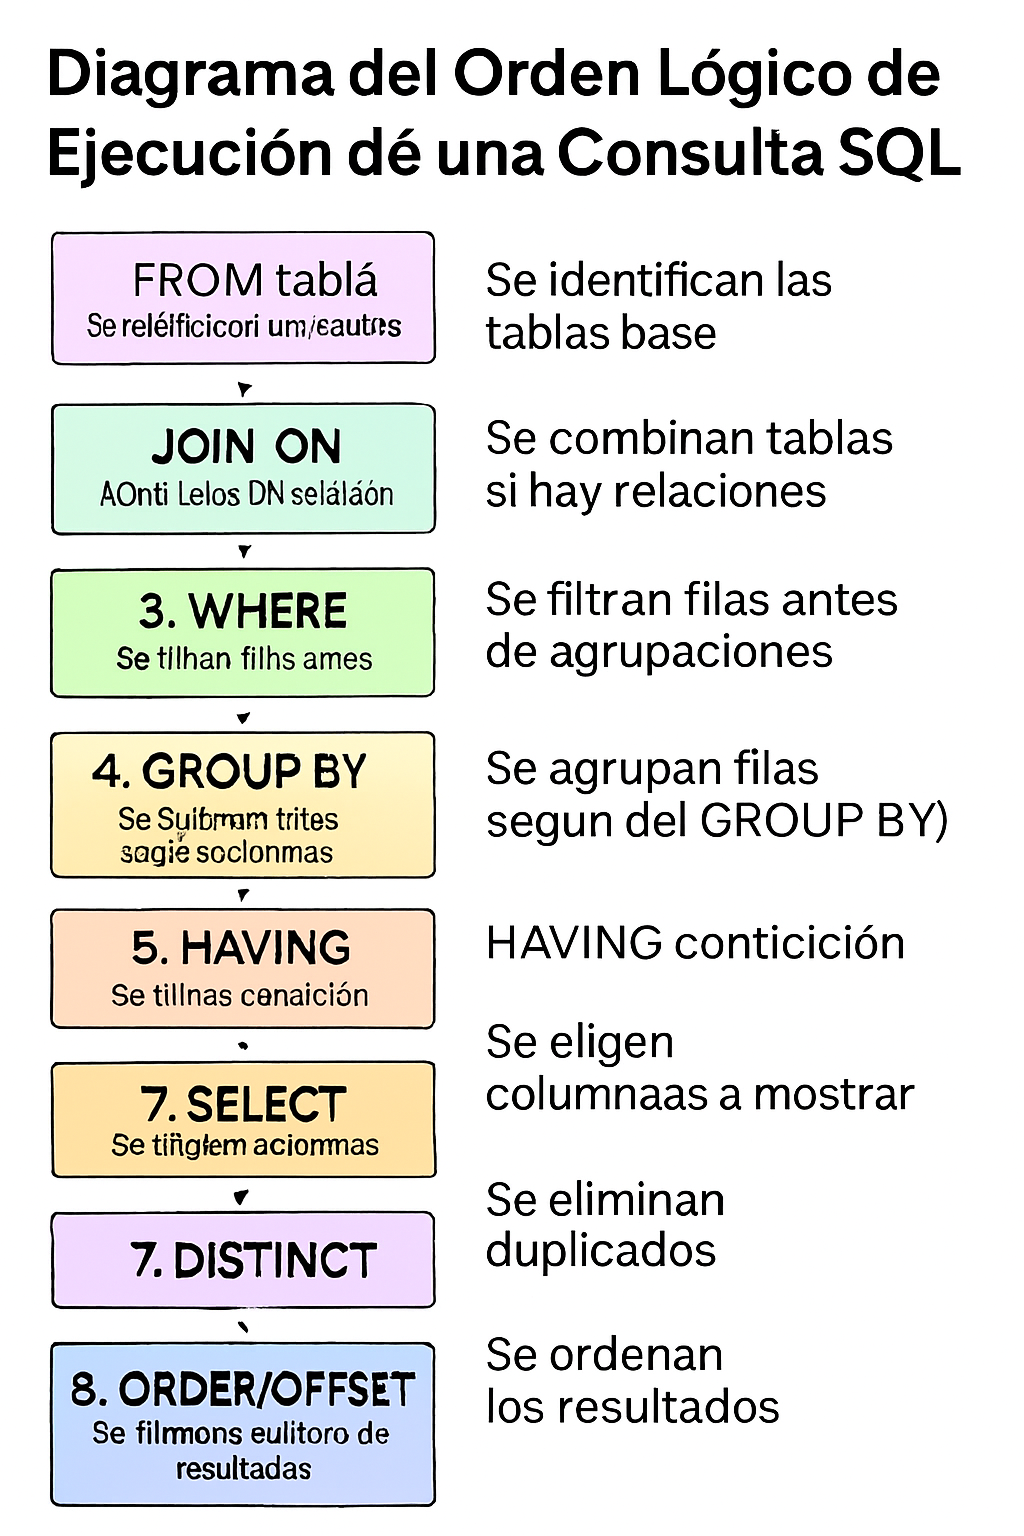 Diagrama del Orden Lógico de
Ejecución dé una Consulta SQL
FROM tablá
Se reléificicori um/eautos
Se identifican las
tablas base
JOIN ON
AOnti Lelos DN seláláón
Se combinan tablas
si hay relaciones
3. WHERE
Se tilhan filhs ames
Se filtran filas antes
de agrupaciones
4. GROUP BY
Se Suibmam trites
sogié soclonmas
Se agrupan filas
segun del GROUP BY)
5. HAVING
Se tillnas cenaición
HAVING conticición
7. SELECT
Se tiñglem aciommas
Se eligen
columnaas a mostrar
7. DISTINCT
Se eliminan
duplicados
8. ORDER/OFFSET
Se filmmons eulitoro de
resultadas
Se ordenan
los resultados